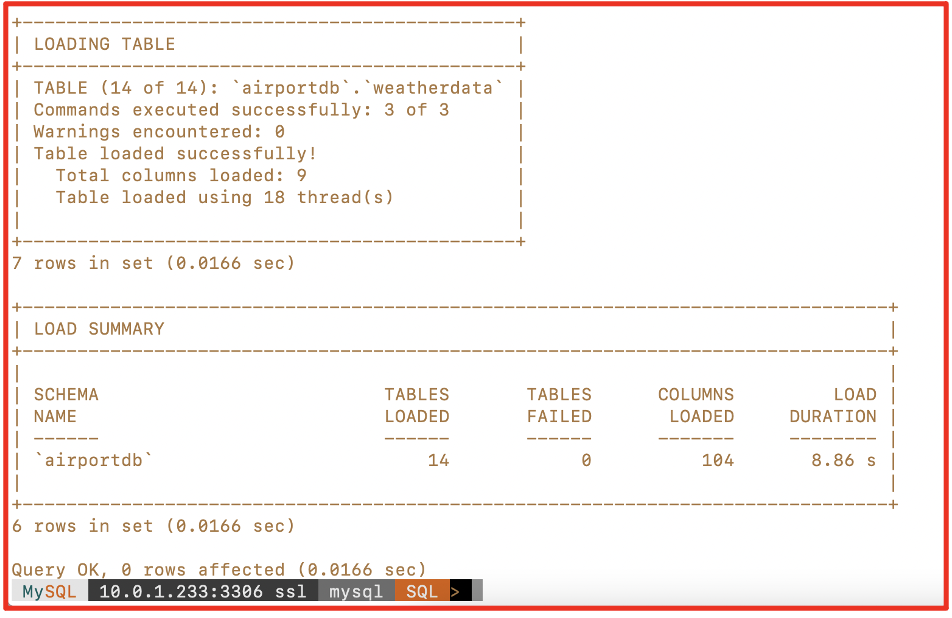 +----------------------------------------------+
| LOADING TABLE                                |
+----------------------------------------------+
| TABLE (14 of 14): `airportdb`.`weatherdata` |
| Commands executed successfully: 3 of 3       |
| Warnings encountered: 0                      |
| Table loaded successfully!                   |
|   Total columns loaded: 9                    |
|   Table loaded using 18 thread(s)            |
|                                              |
+----------------------------------------------+
7 rows in set (0.0166 sec)

+--------------------------------------------------------------------------------+
| LOAD SUMMARY                                                                   |
+--------------------------------------------------------------------------------+
|                                                                                |
| SCHEMA                          TABLES       TABLES      COLUMNS         LOAD |
| NAME                            LOADED       FAILED       LOADED     DURATION |
| ------                          ------       ------      -------     -------- |
| `airportdb`                         14            0          104       8.86 s |
|                                                                                |
+--------------------------------------------------------------------------------+
6 rows in set (0.0166 sec)

Query OK, 0 rows affected (0.0166 sec)
MySQL 10.0.1.233:3306 ssl mysql SQL >